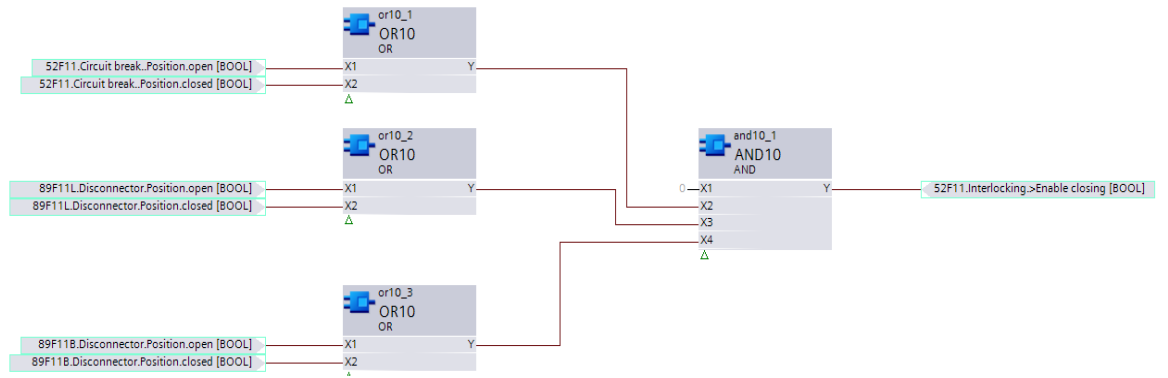 or10_1
OR10
OR
52F11.Circuit break..Position.open [BOOL]
X1
Y
52F11.Circuit break..Position.closed [BOOL]
X2
or10_2
OR10
OR
89F11L.Disconnector.Position.open [BOOL]
X1
Y
89F11L.Disconnector.Position.closed [BOOL]
X2
and10_1
AND10
AND
0
X1
Y
X2
X3
X4
52F11.Interlocking.>Enable closing [BOOL]
or10_3
OR10
OR
89F11B.Disconnector.Position.open [BOOL]
X1
Y
89F11B.Disconnector.Position.closed [BOOL]
X2